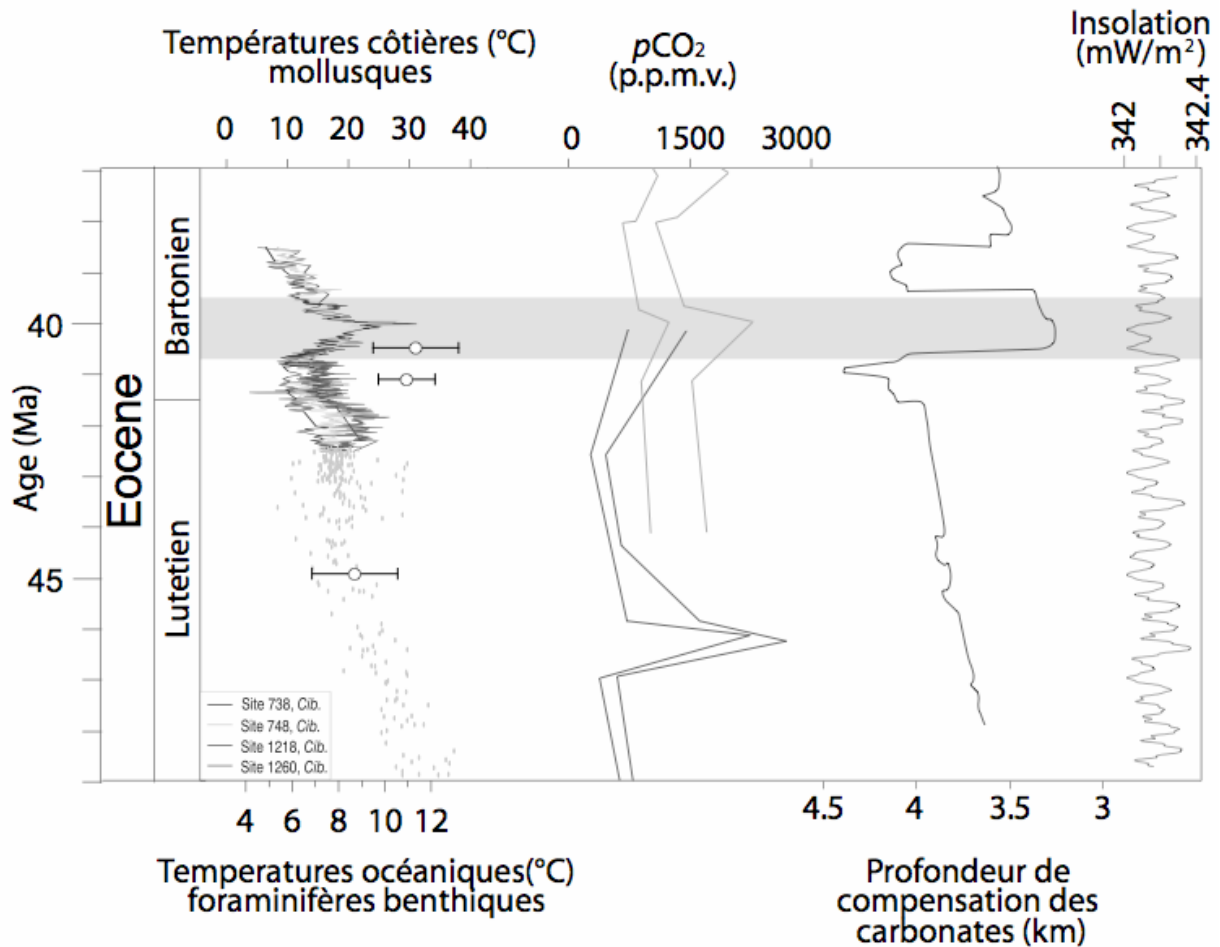 Températures côtières (°C)
mollusques
pCO2
(p.p.m.v.)
Insolation
(mW/m2)
0 10 20 30 40
0 1500 3000
342 342.4
Age (Ma)
40
45
Eocene
Bartonien
Lutetien
Site 738, Cib.
Site 748, Cib.
Site 1218, Cib.
Site 1260, Cib.
4 6 8 10 12
4.5 4 3.5 3
Temperatures océaniques(°C)
foraminifères benthiques
Profondeur de
compensation des
carbonates (km)